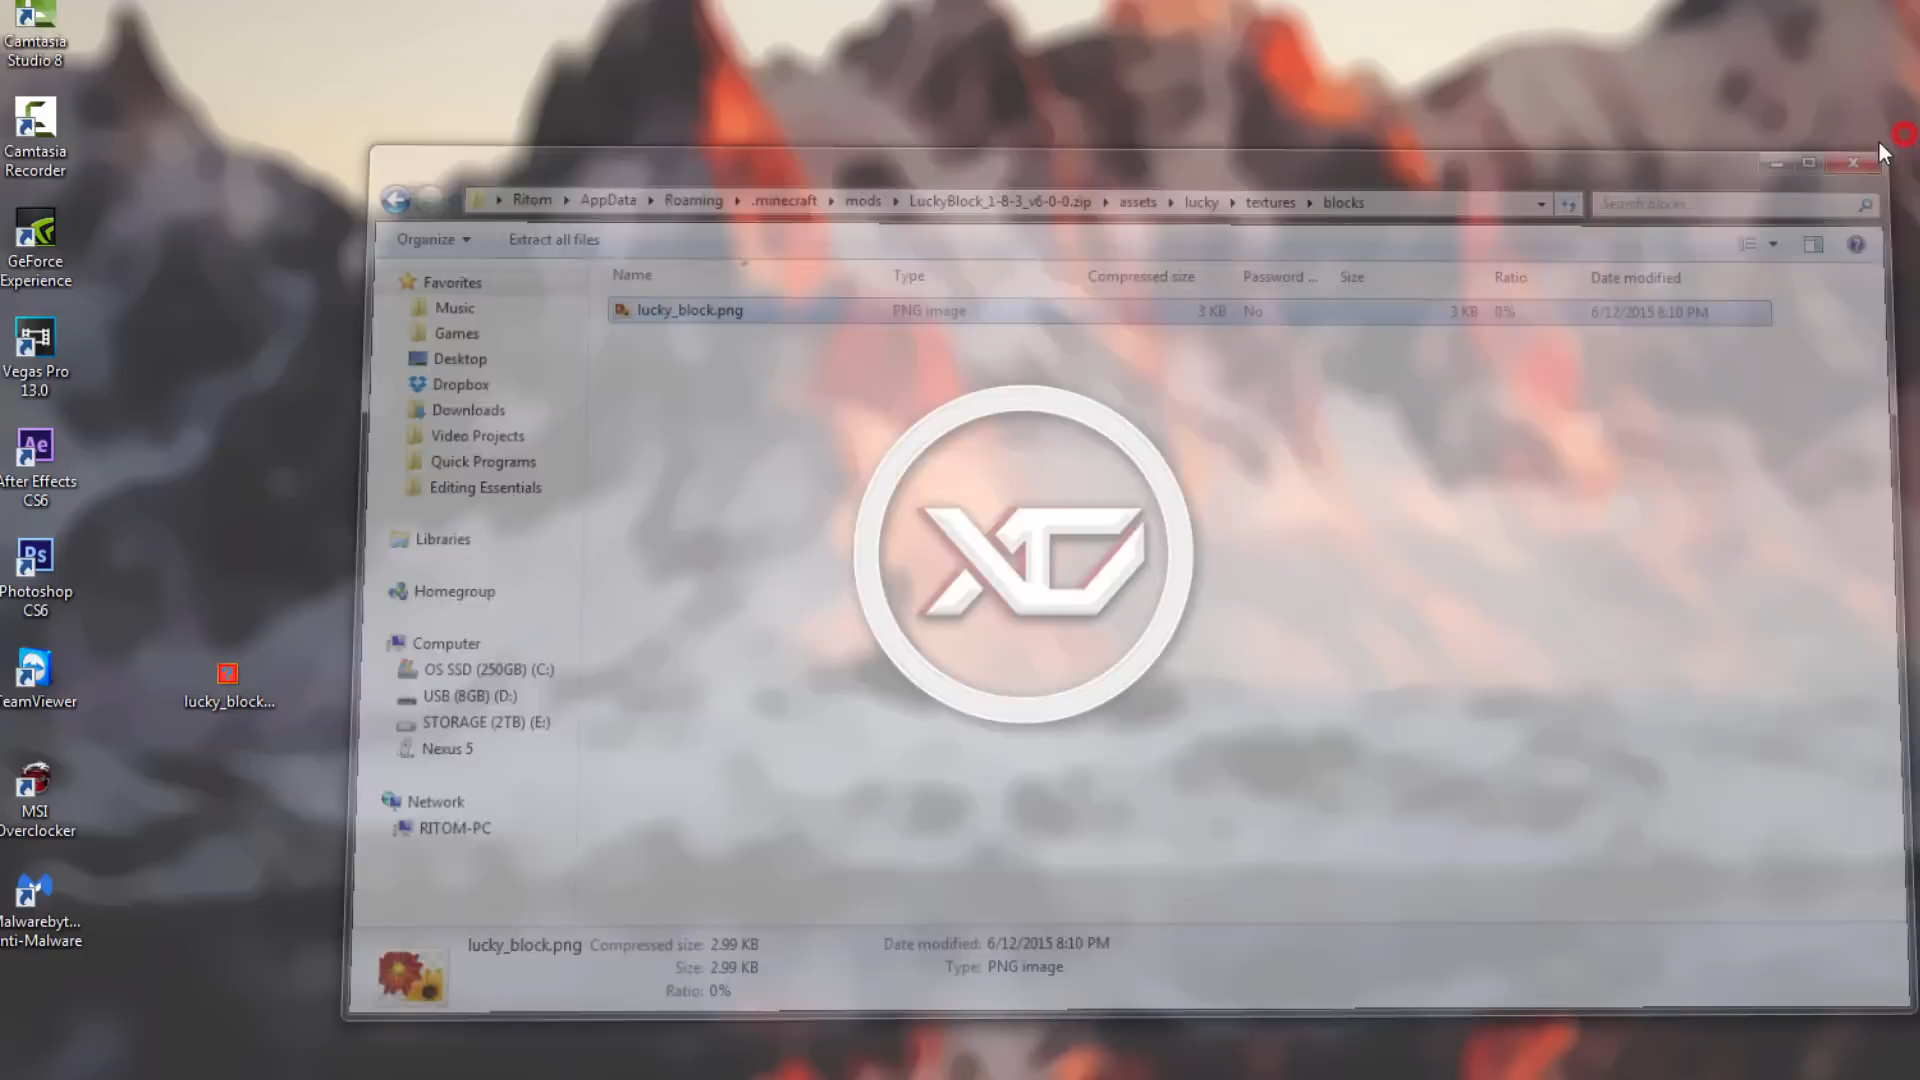 Camtasia
Studio 8
Camtasia
Recorder
GeForce
Experience
Vegas Pro
13.0
Ae
After Effects
CS6
Ps
Photoshop
CS6
TeamViewer
MSI
Overclocker
Malwarebyt...
Anti-Malware
lucky_block...
Ritom AppData Roaming .minecraft mods LuckyBlock_1-8-3_v6-0-0.zip assets lucky textures blocks
Search blocks
Organize Extract all files
Name Type Compressed size Password ... Size Ratio Date modified
lucky_block.png PNG image 3 KB No 3 KB 0% 6/12/2015 8:10 PM
Favorites
Music
Games
Desktop
Dropbox
Downloads
Video Projects
Quick Programs
Editing Essentials
Libraries
Homegroup
Computer
OS SSD (250GB) (C:)
USB (8GB) (D:)
STORAGE (2TB) (E:)
Nexus 5
Network
RITOM-PC
XD
lucky_block.png Compressed size: 2.99 KB Date modified: 6/12/2015 8:10 PM
Size: 2.99 KB Type: PNG image
Ratio: 0%